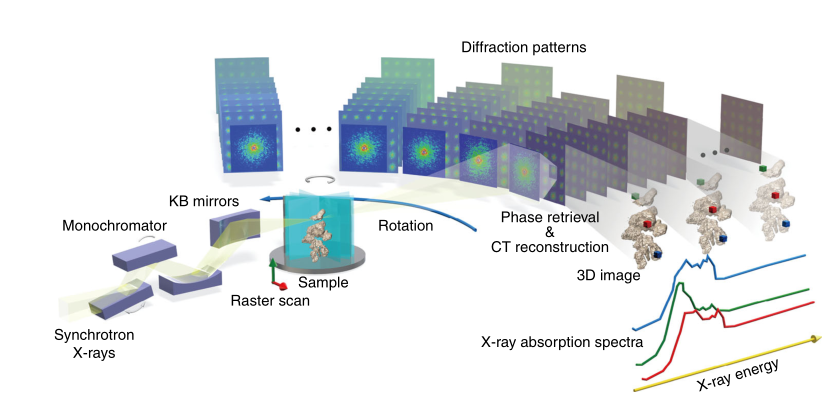 Diffraction patterns
KB mirrors
Monochromator
Rotation
Phase retrieval
&
CT reconstruction
Sample
3D image
Raster scan
Synchrotron
X-rays
X-ray absorption spectra
X-ray energy